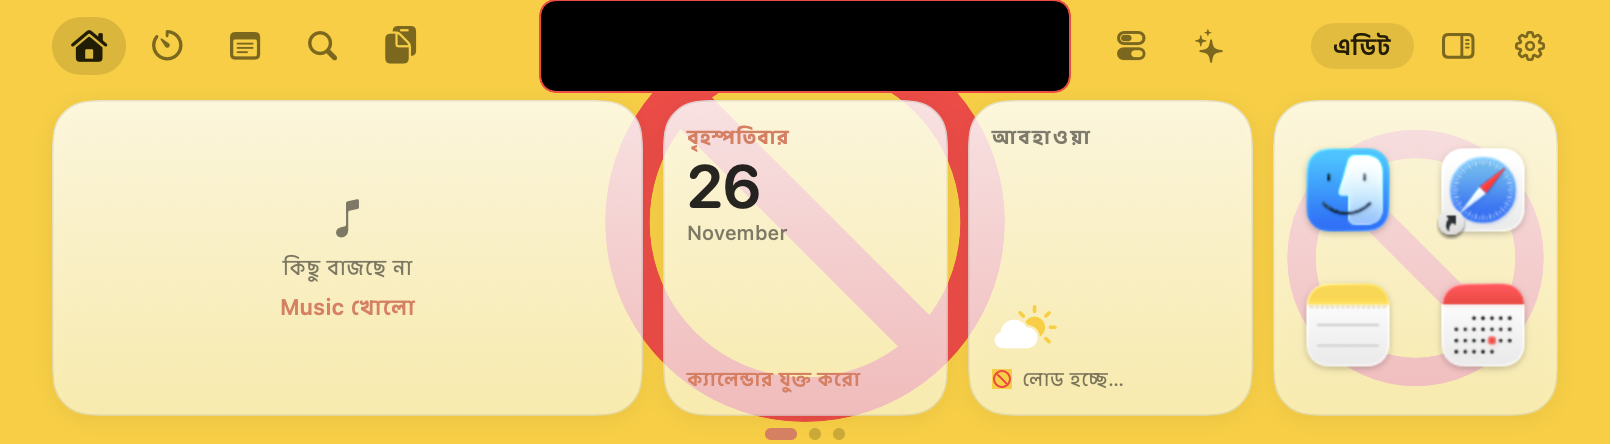 এডিট
কিছু বাজছে না
Music খোলো
বৃহস্পতিবার
26
November
ক্যালেন্ডার যুক্ত করো
আবহাওয়া
লোড হচ্ছে...